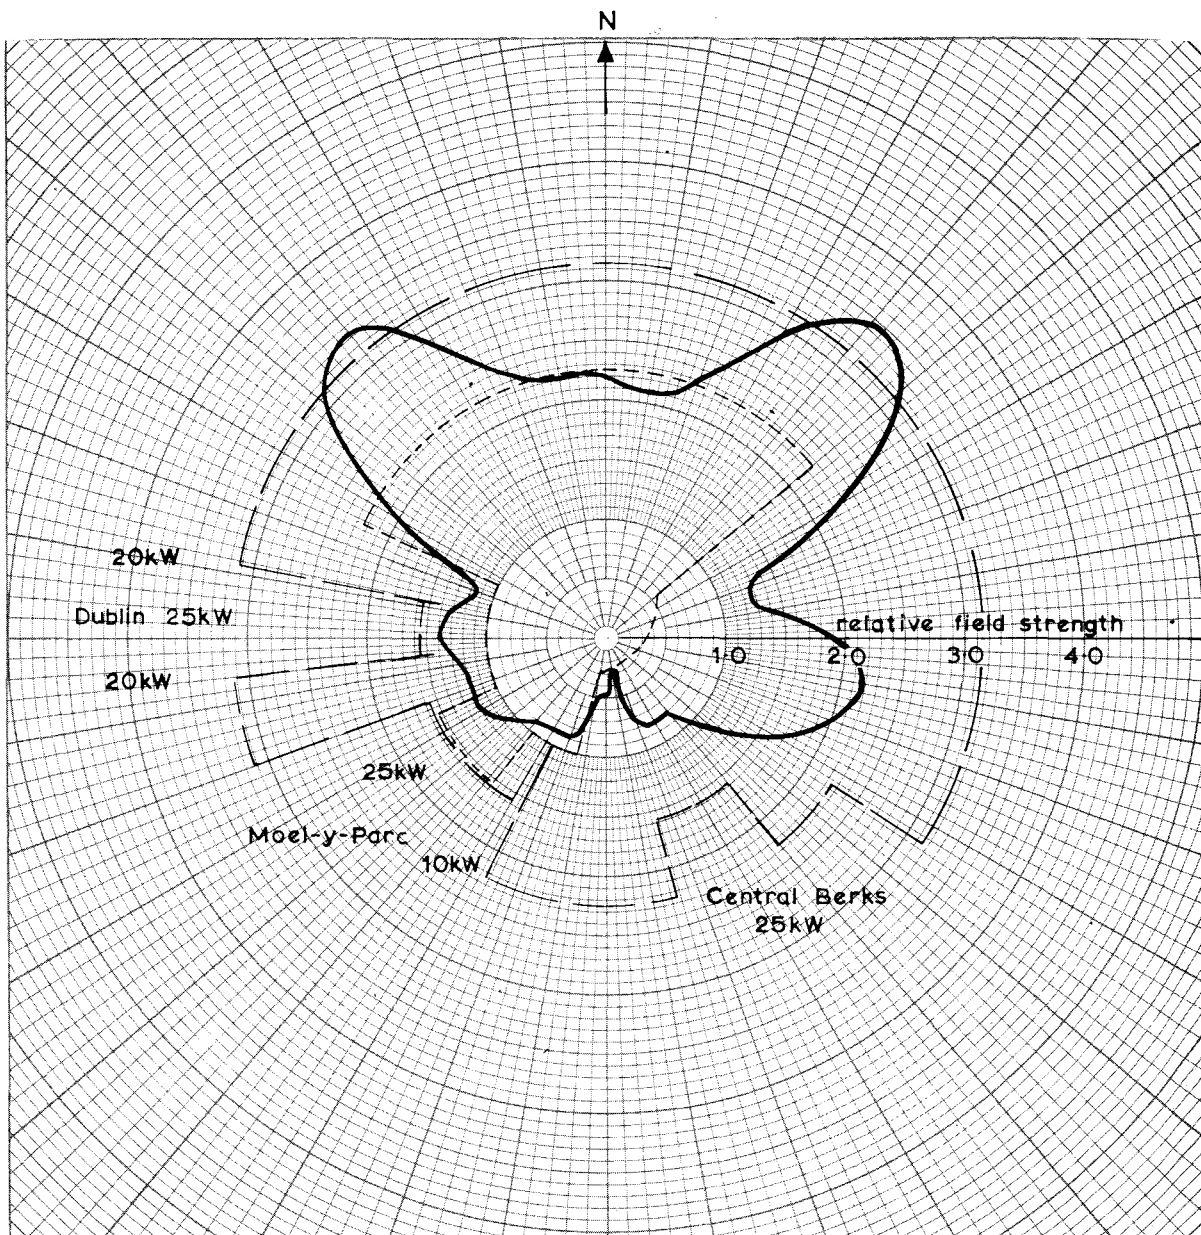 N
20kW
Dublin 25kW
20kW
relative field strength
1·0 2·0 3·0 4·0
25kW
Moel-y-Parc
10kW
Central Berks
25kW